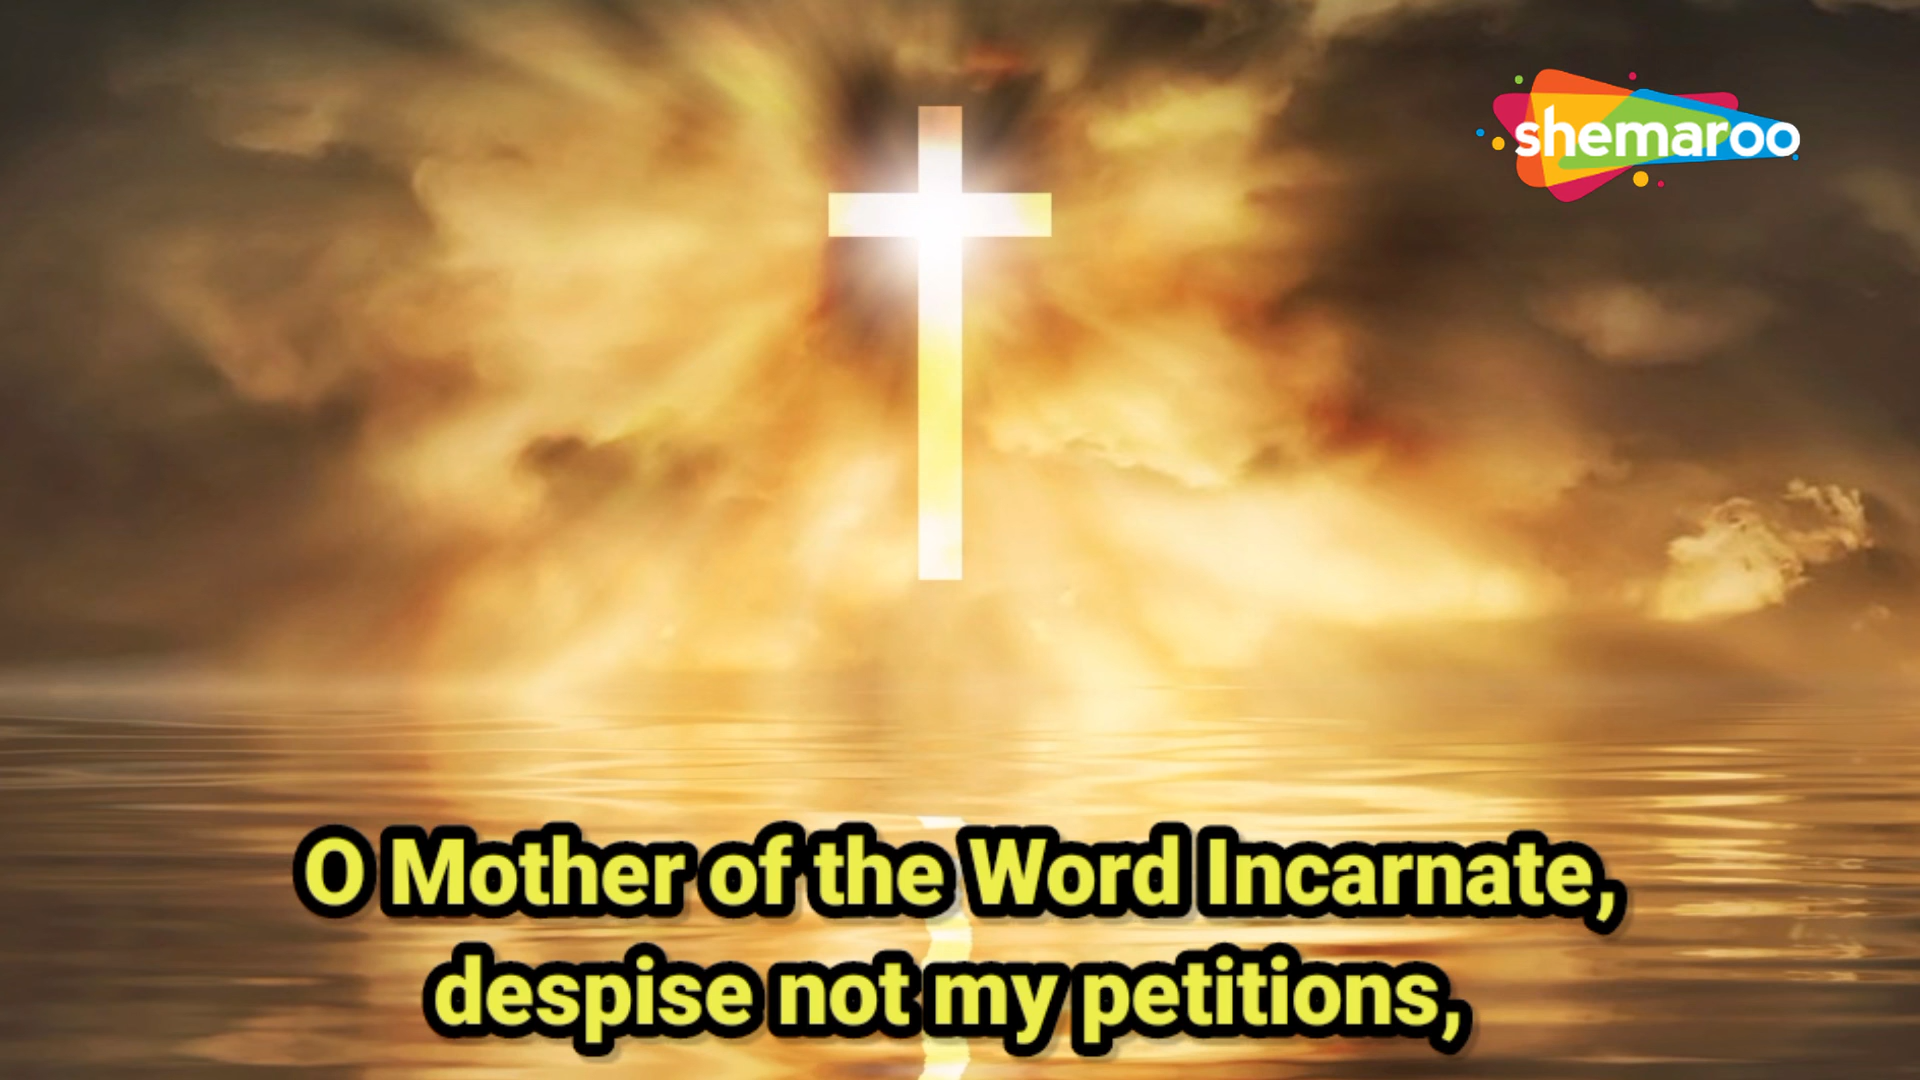 shemaroo
O Mother of the Word Incarnate,
despise not my petitions,